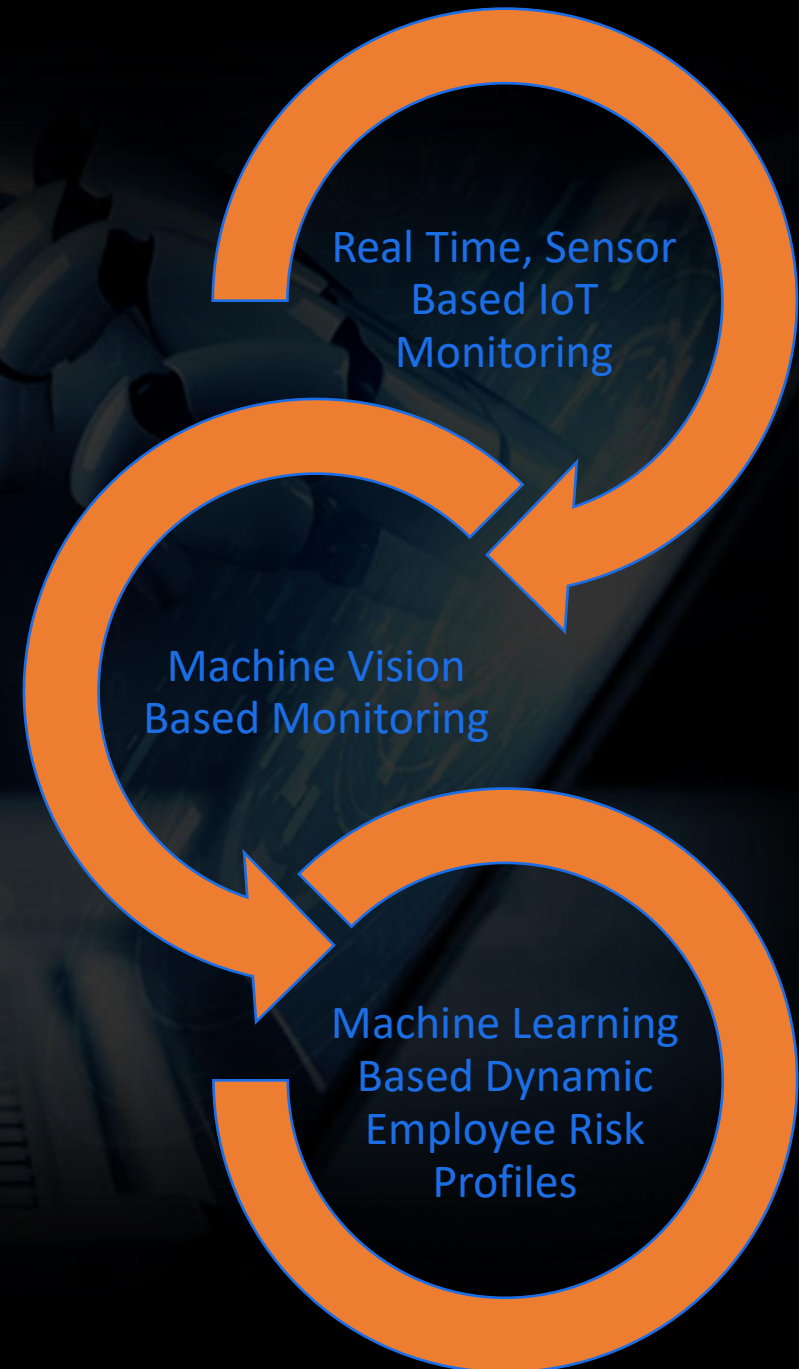 Real Time, Sensor
Based IoT
Monitoring
Machine Vision
Based Monitoring
Machine Learning
Based Dynamic
Employee Risk
Profiles